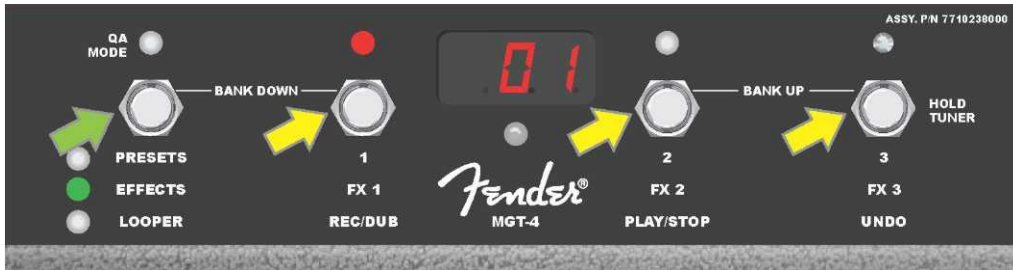 ASSY. P/N 7710238000
QA
MODE
01
BANK DOWN
BANK UP
HOLD
TUNER
PRESETS
1
2
3
EFFECTS
FX 1
Fender®
FX 2
FX 3
LOOPER
REC/DUB
MGT-4
PLAY/STOP
UNDO